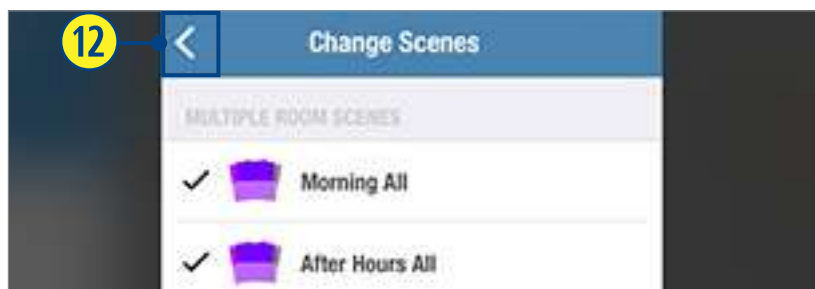 12
Change Scenes
MULTIPLE ROOM SCENES
Morning All
After Hours All